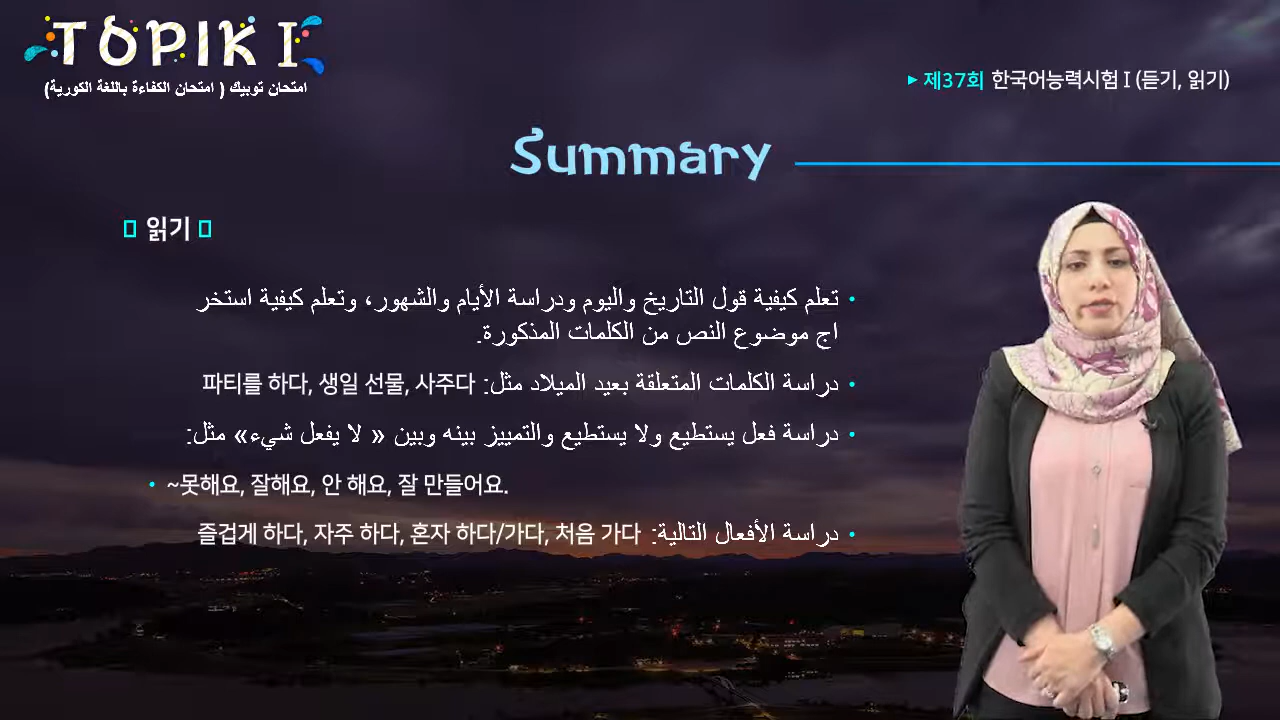 TOPIK I
امتحان توبيك ( امتحان الكفاءة باللغة الكورية)
▶ 제37회 한국어능력시험 I (듣기, 읽기)
Summary
읽기
• تعلم كيفية قول التاريخ واليوم ودراسة الأيام والشهور، وتعلم كيفية استخر
اج موضوع النص من الكلمات المذكورة.
• دراسة الكلمات المتعلقة بعيد الميلاد مثل: 파티를 하다, 생일 선물, 사주다
• دراسة فعل يستطيع ولا يستطيع والتمييز بينه وبين « لا يفعل شيء» مثل:
• ~못해요, 잘해요, 안 해요, 잘 만들어요.
• دراسة الأفعال التالية: 즐겁게 하다, 자주 하다, 혼자 하다/가다, 처음 가다